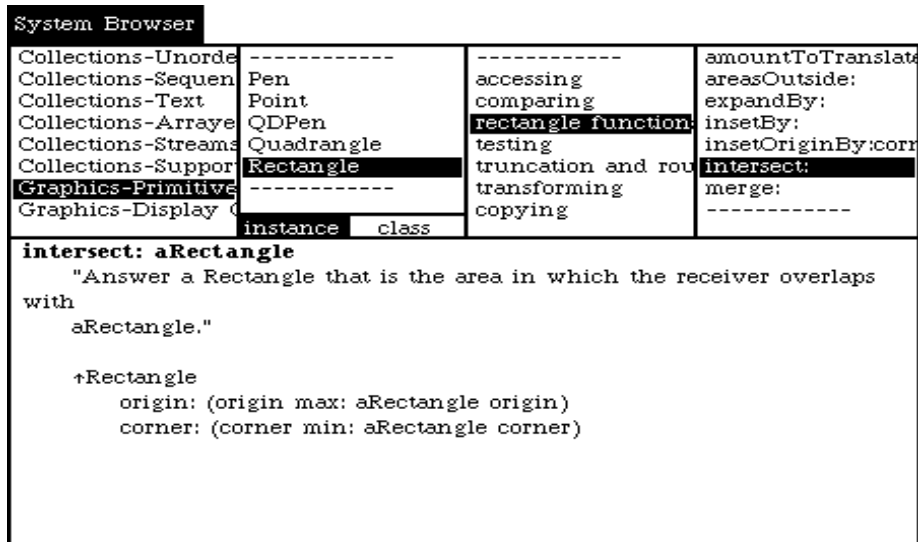 System Browser
Collections-Unorde
Collections-Sequen
Collections-Text
Collections-Arraye
Collections-Streams
Collections-Suppor
Graphics-Primitive
Graphics-Display
------------
Pen
Point
QDPen
Quadrangle
Rectangle
------------
instance class
------------
accessing
comparing
rectangle function
testing
truncation and rou
transforming
copying
amountToTranslate
areasOutside:
expandBy:
insetBy:
insetOriginBy:corr
intersect:
merge:
------------
intersect: aRectangle
"Answer a Rectangle that is the area in which the receiver overlaps
with
aRectangle."
↑Rectangle
origin: (origin max: aRectangle origin)
corner: (corner min: aRectangle corner)